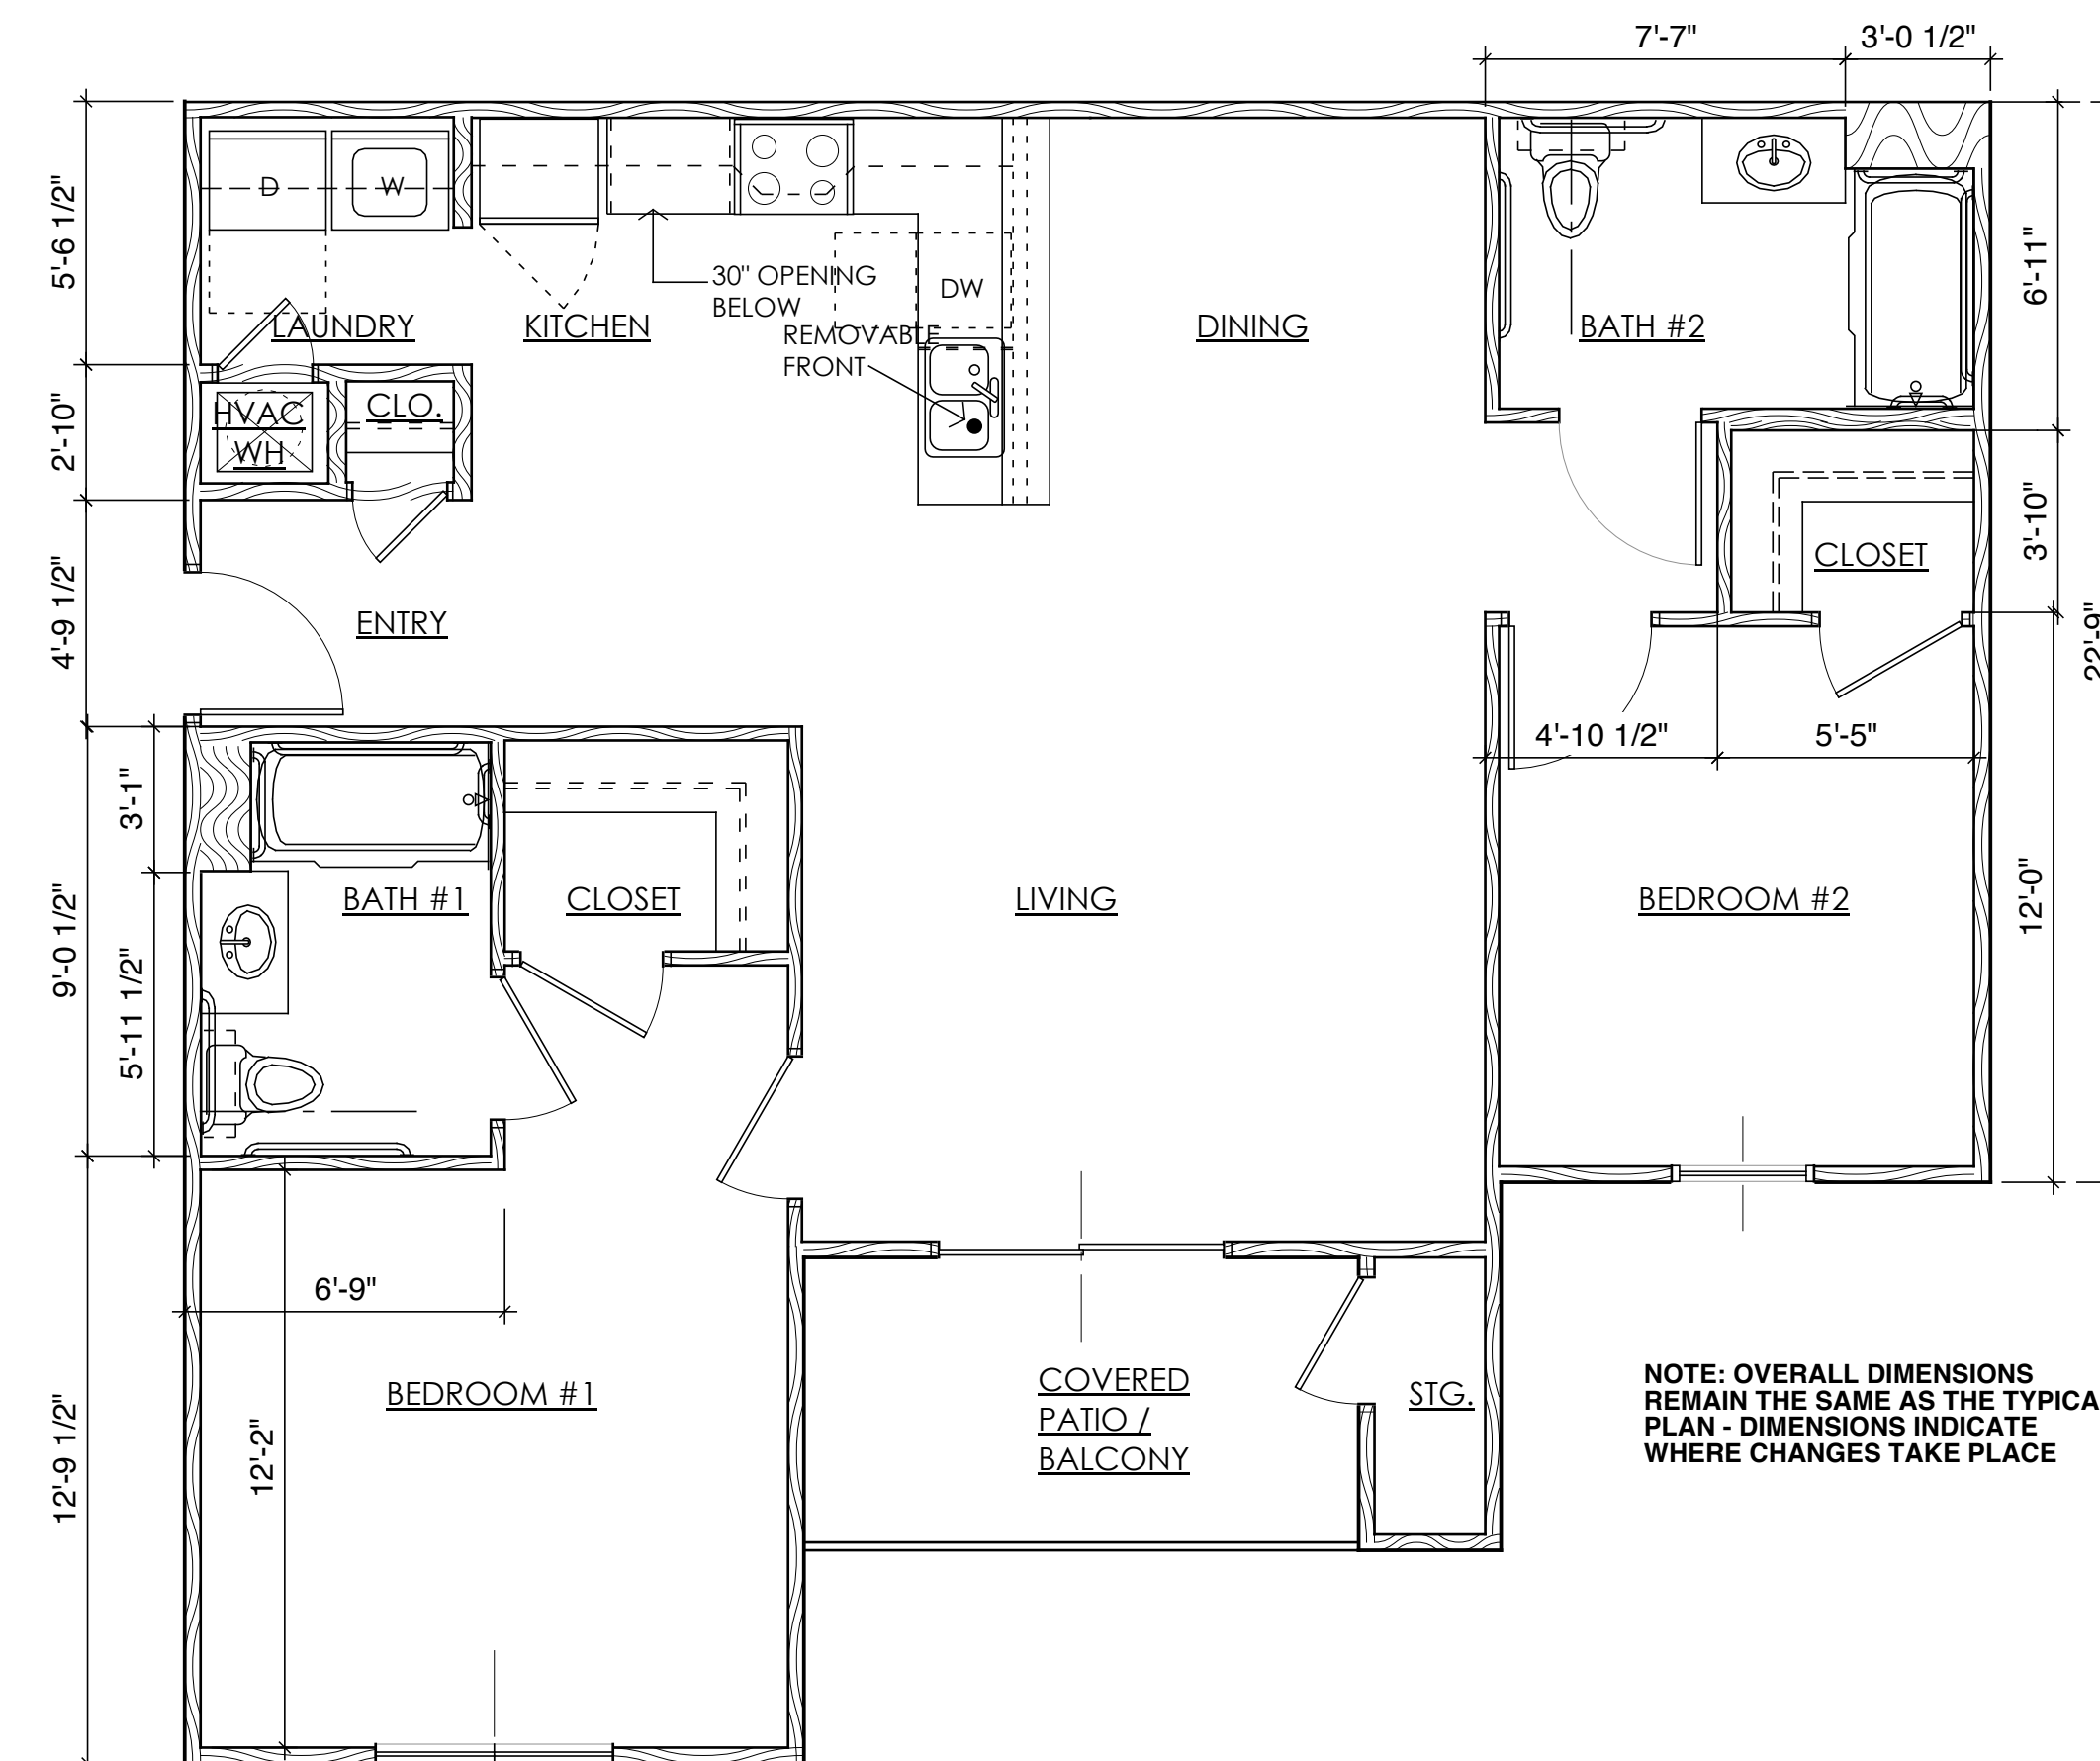 7'-7"
3'-0 1/2"
5'-6 1/2"
D
W
30" OPENING
BELOW
DW
LAUNDRY
KITCHEN
REMOVABLE
FRONT
DINING
BATH #2
6'-11"
2'-10"
HVAC
WH
CLO.
3'-10"
CLOSET
4'-9 1/2"
ENTRY
22'-9"
4'-10 1/2"
5'-5"
3'-1"
9'-0 1/2"
BATH #1
CLOSET
LIVING
BEDROOM #2
12'-0"
5'-11 1/2"
6'-9"
BEDROOM #1
12'-2"
12'-9 1/2"
COVERED
PATIO /
BALCONY
STG.
NOTE: OVERALL DIMENSIONS
REMAIN THE SAME AS THE TYPICA
PLAN - DIMENSIONS INDICATE
WHERE CHANGES TAKE PLACE